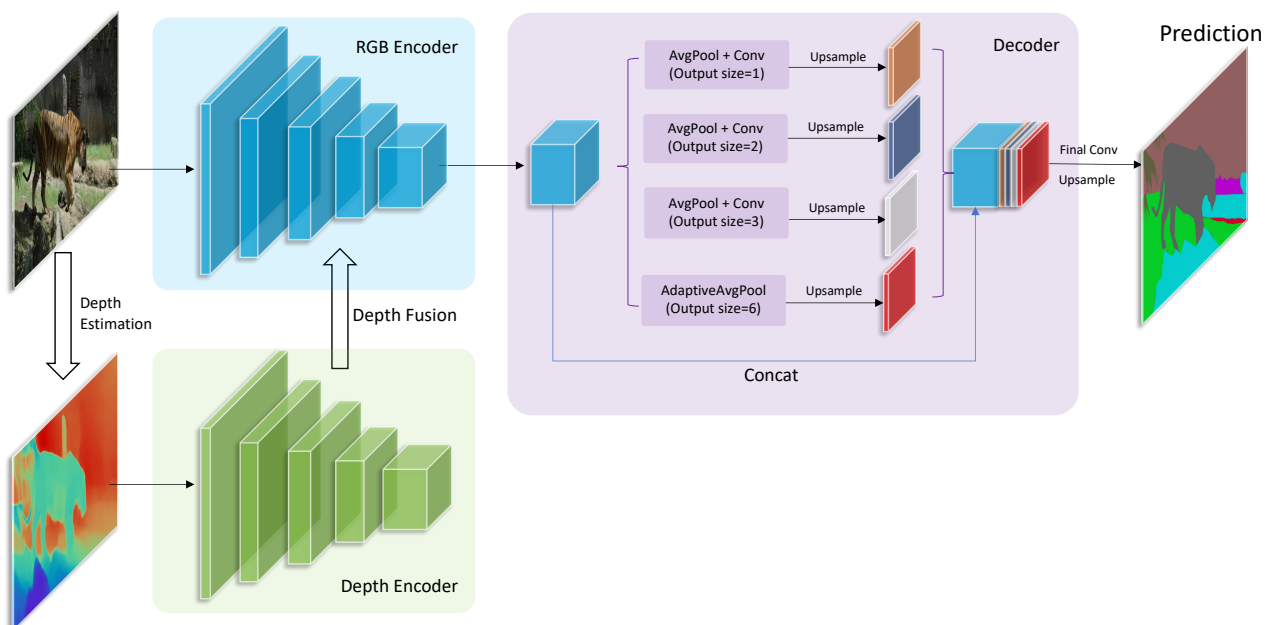 RGB Encoder
Decoder
Prediction
AvgPool + Conv
(Output size=1)
Upsample
AvgPool + Conv
(Output size=2)
Upsample
AvgPool + Conv
(Output size=3)
Upsample
AdaptiveAvgPool
(Output size=6)
Upsample
Final Conv
Upsample
Depth
Estimation
Depth Fusion
Concat
Depth Encoder